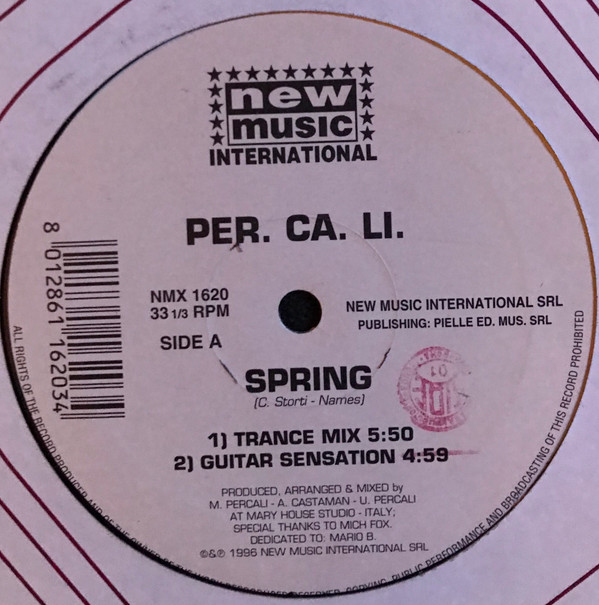 new
music
INTERNATIONAL
PER. CA. LI.
NMX 1620
33 1/3 RPM
SIDE A
NEW MUSIC INTERNATIONAL SRL
PUBLISHING: PIELLE ED. MUS. SRL
8 012861 162034
SPRING
(C. Storti - Names)
1) TRANCE MIX 5:50
2) GUITAR SENSATION 4:59
PRODUCED, ARRANGED & MIXED by
M. PERCALI - A. CASTAMAN - U. PERCALI
AT MARY HOUSE STUDIO - ITALY;
SPECIAL THANKS TO MICH FOX.
DEDICATED TO: MARIO B.
©&℗ 1996 NEW MUSIC INTERNATIONAL SRL
ALL RIGHTS OF THE RECORD PRODUCER AND OF THE COPYING, PUBLIC PERFORMANCE AND BROADCASTING OF THIS RECORD PROHIBITED